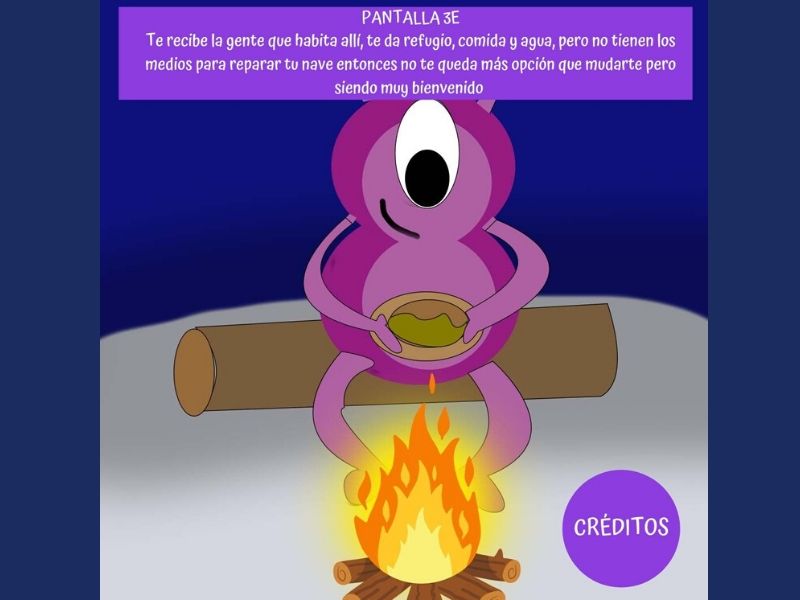 PANTALLA 3E
Te recibe la gente que habita allí, te da refugio, comida y agua, pero no tienen los
medios para reparar tu nave entonces no te queda más opción que mudarte pero
siendo muy bienvenido
CRÉDITOS